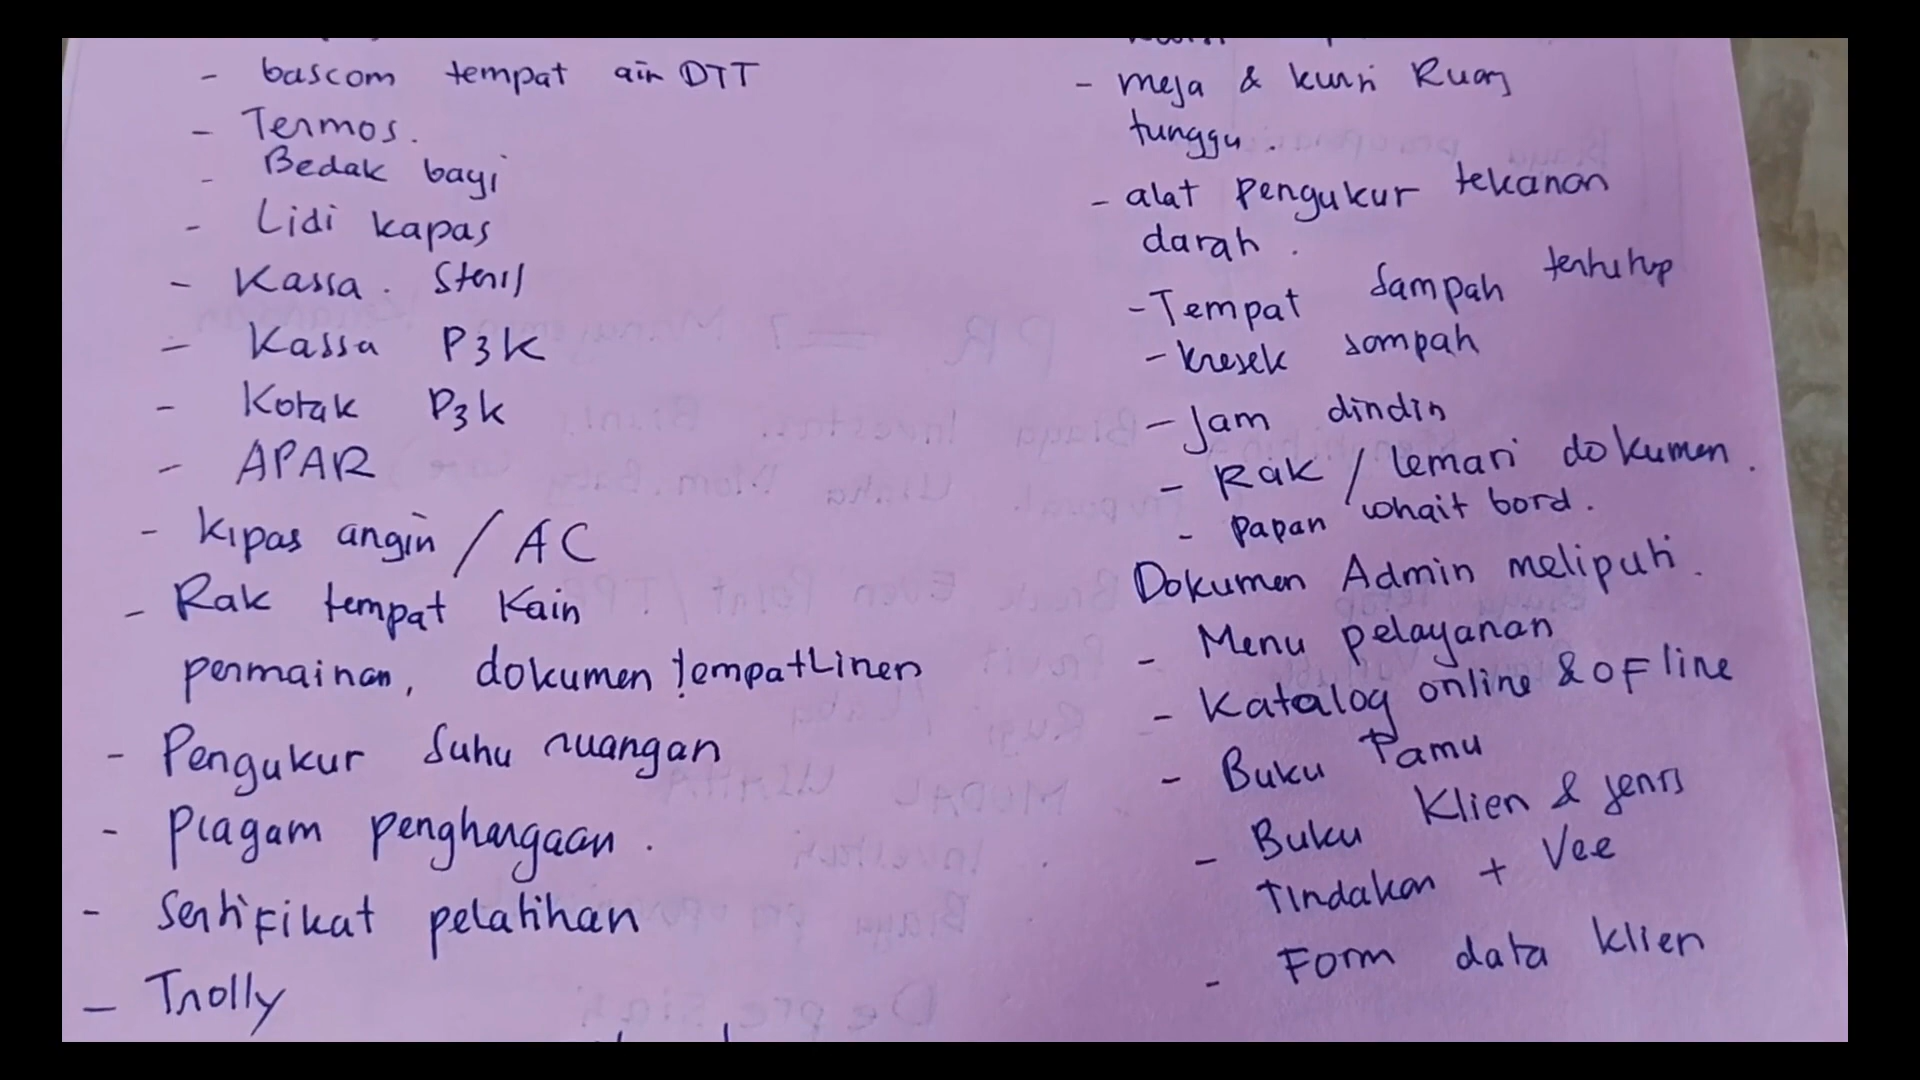 - bascom tempat air DTT
- Termos.
- Bedak bayi
- Lidi kapas
- Kassa. Steril
- Kassa P3K
- Kotak P3K
- APAR
- Kipas angin / AC
- Rak tempat Kain
permainan, dokumen tempat Linen
- Pengukur Suhu ruangan
- Piagam penghargaan.
- Sertifikat pelatihan
- Trolly
- meja & kursi Ruang
tunggu.
- alat pengukur tekanan
darah.
- Tempat Sampah tertutup
- kresek sampah
- Jam dindin
- Rak / lemari dokumen.
- papan whait bord.
Dokumen Admin meliputi.
- Menu pelayanan
- Katalog online & ofline
- Buku Tamu
- Buku Klien & jenis
Tindakan + Vee
- Form data klien